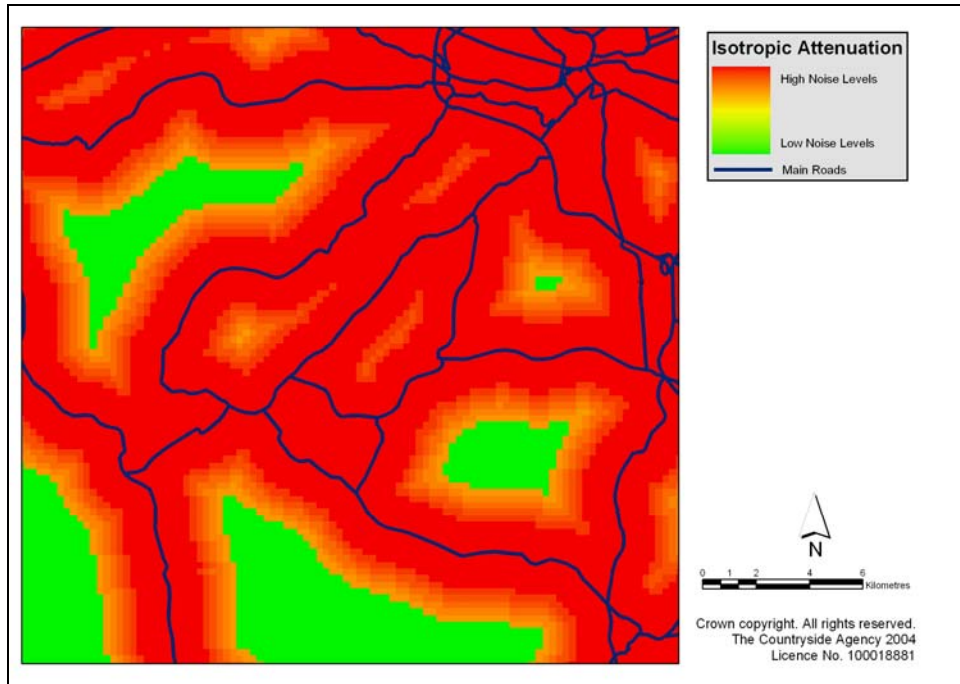 Isotropic Attenuation
High Noise Levels
Low Noise Levels
Main Roads
N
0 1 2 4 6
Kilometres
Crown copyright. All rights reserved.
The Countryside Agency 2004
Licence No. 100018881